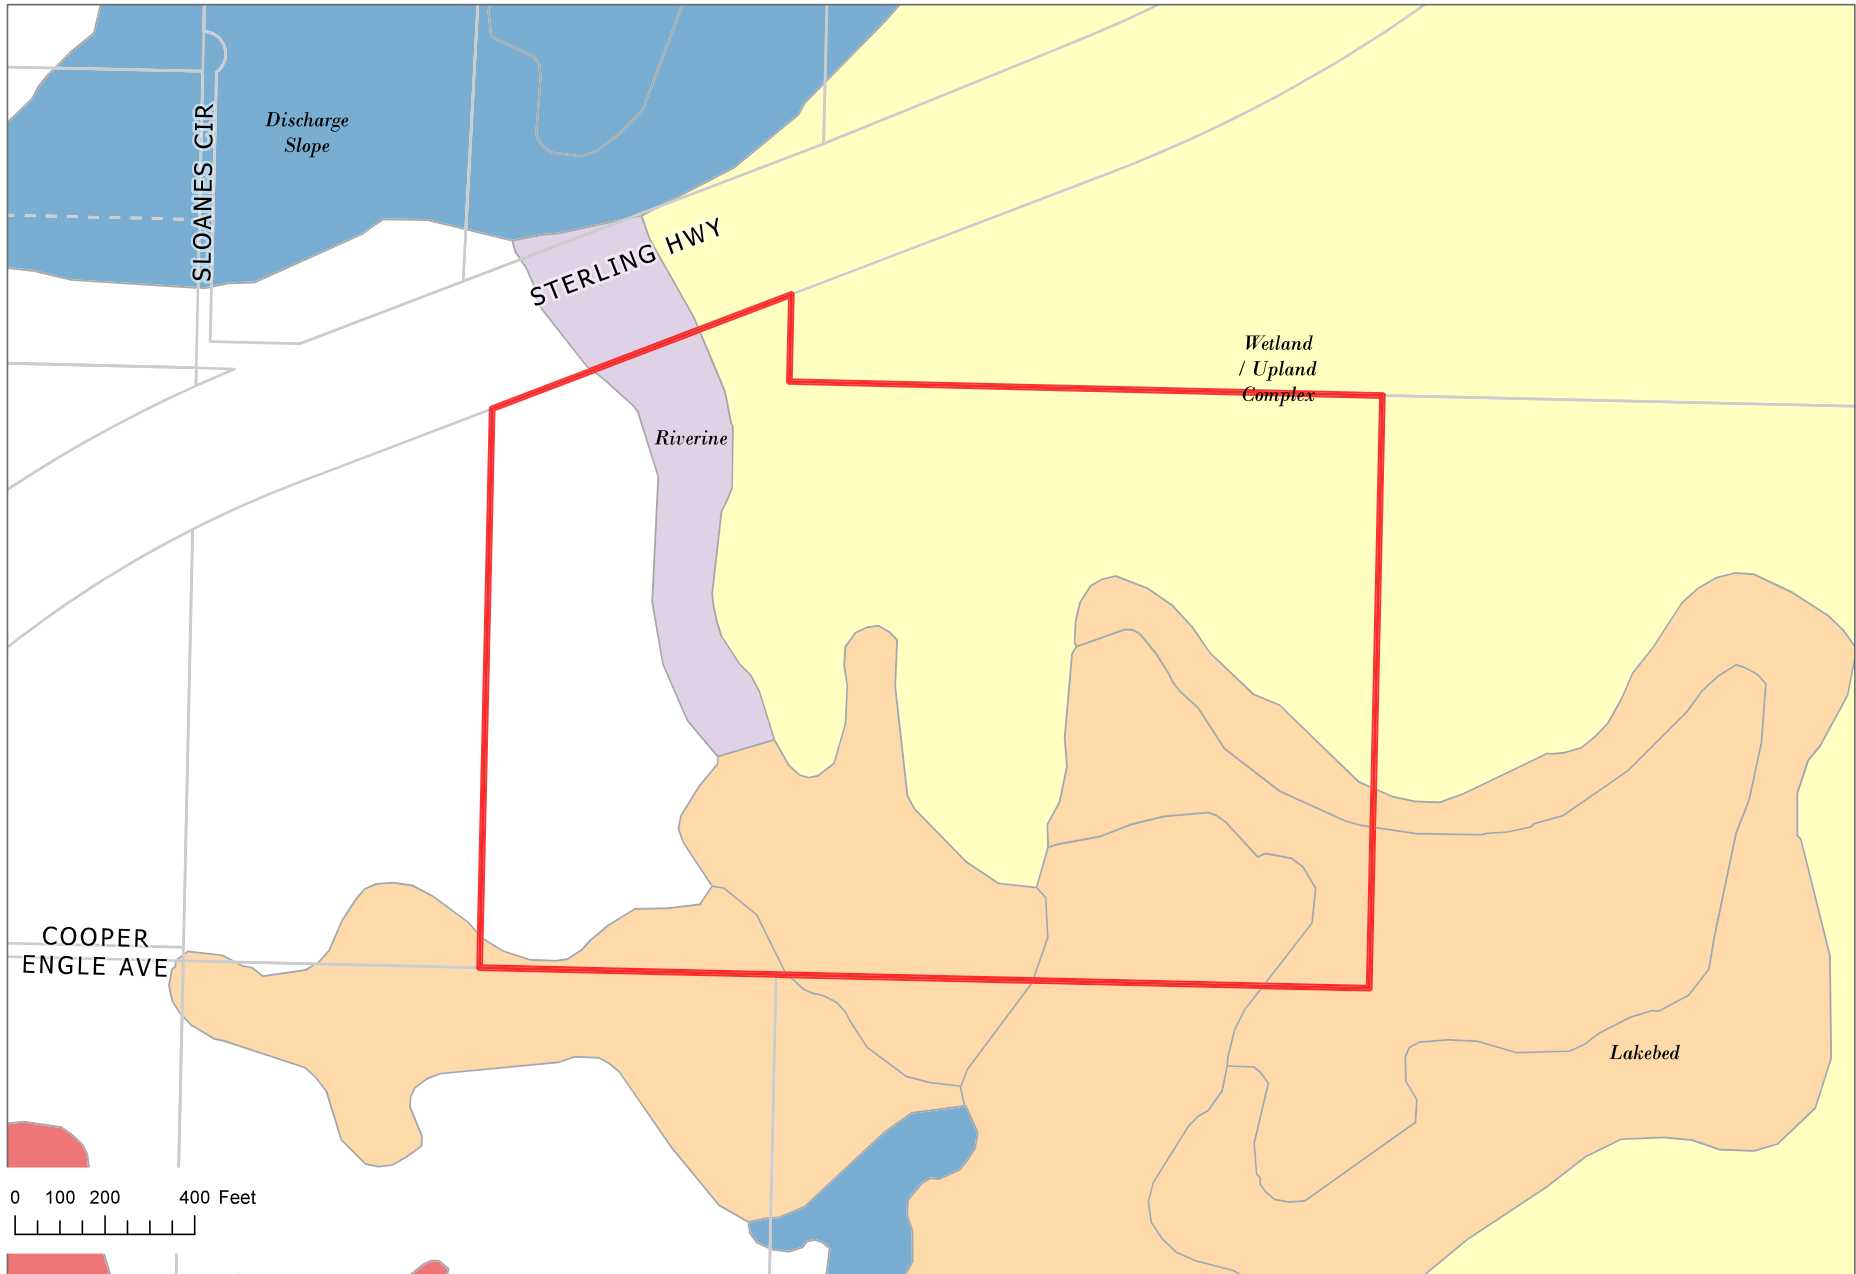 Discharge
Slope
SLOANES CIR
STERLING HWY
Wetland
/ Upland
Complex
Riverine
COOPER
ENGLE AVE
Lakebed
0 100 200 400 Feet